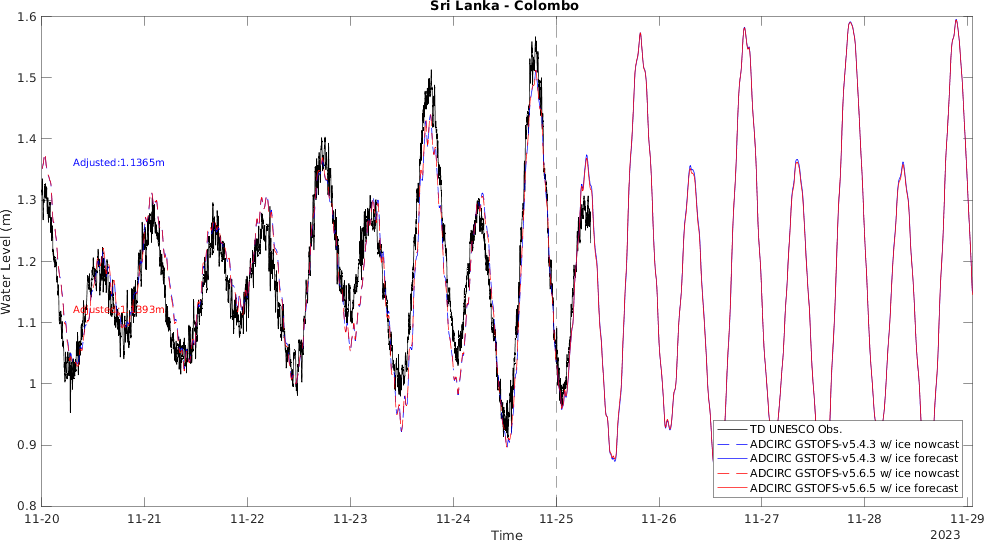 Sri Lanka - Colombo
1.6
1.5
1.4
1.3
1.2
1.1
1
0.9
0.8
Water Level (m)
Adjusted:1.1365m
Adjusted:1.1393m
TD UNESCO Obs.
ADCIRC GSTOFS-v5.4.3 w/ ice nowcast
ADCIRC GSTOFS-v5.4.3 w/ ice forecast
ADCIRC GSTOFS-v5.6.5 w/ ice nowcast
ADCIRC GSTOFS-v5.6.5 w/ ice forecast
11-20 11-21 11-22 11-23 11-24 11-25 11-26 11-27 11-28 11-29
Time
2023